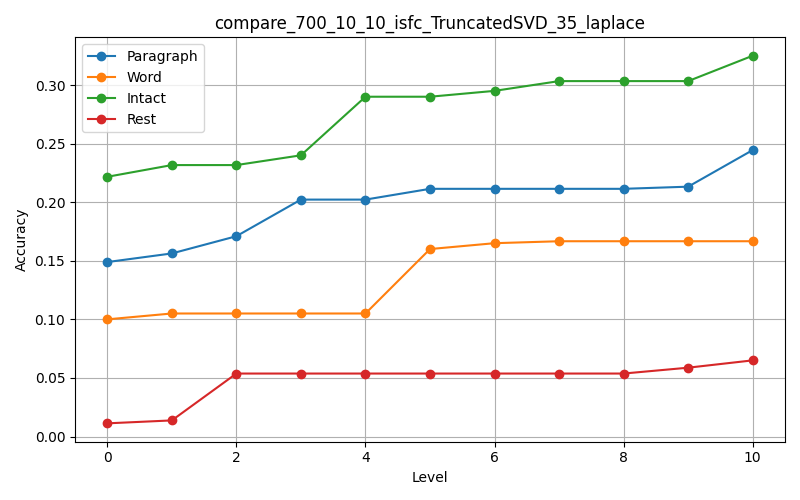 compare_700_10_10_isfc_TruncatedSVD_35_laplace
Paragraph
Word
Intact
Rest
Accuracy
0.30
0.25
0.20
0.15
0.10
0.05
0.00
0 2 4 6 8 10
Level